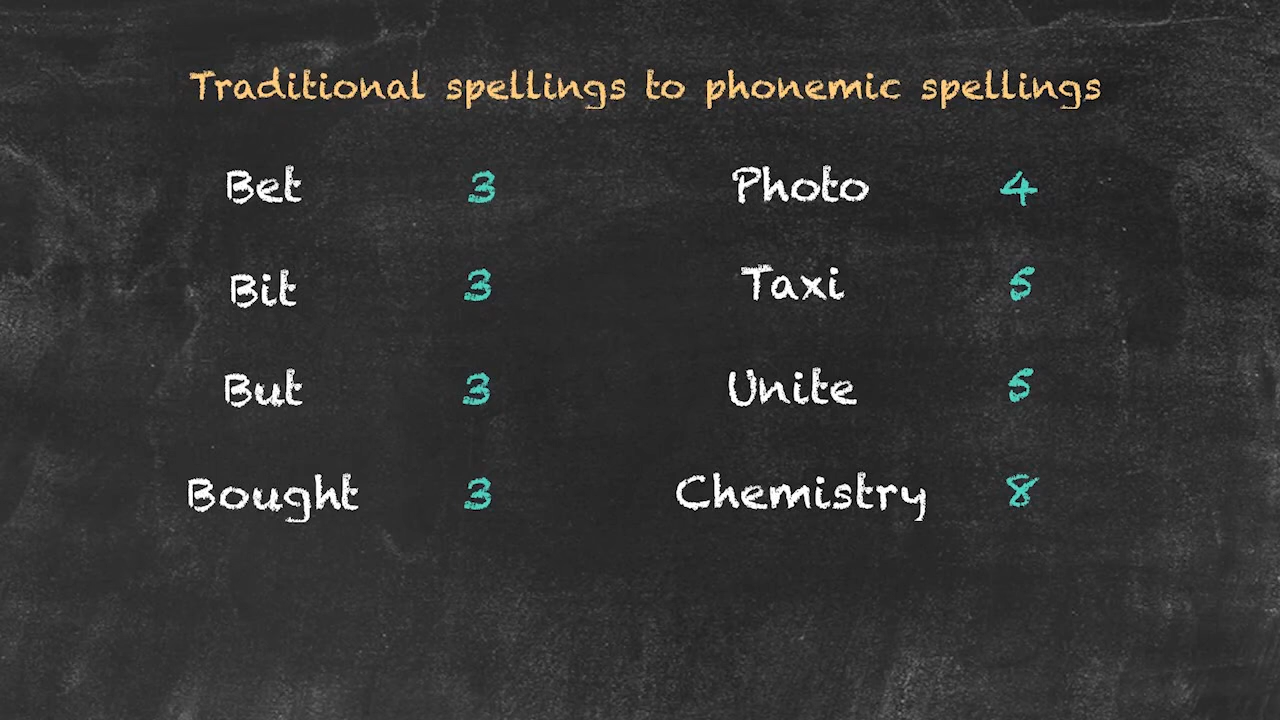 Traditional spellings to phonemic spellings
Bet 3 Photo 4
Bit 3 Taxi 5
But 3 Unite 5
Bought 3 Chemistry 8